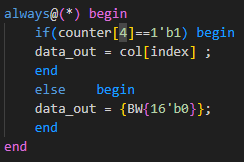 always@(*) begin
if(counter[4]==1'b1) begin
data_out = col[index] ;
end
else begin
data_out = {BW{16'b0}};
end
end